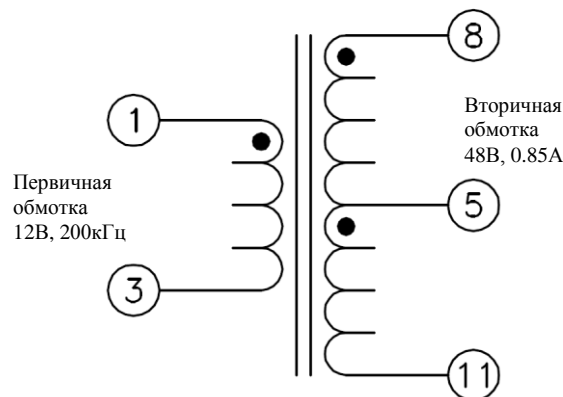 8
1
Вторичная
обмотка
48В, 0.85А
Первичная
обмотка
12В, 200кГц
5
3
11